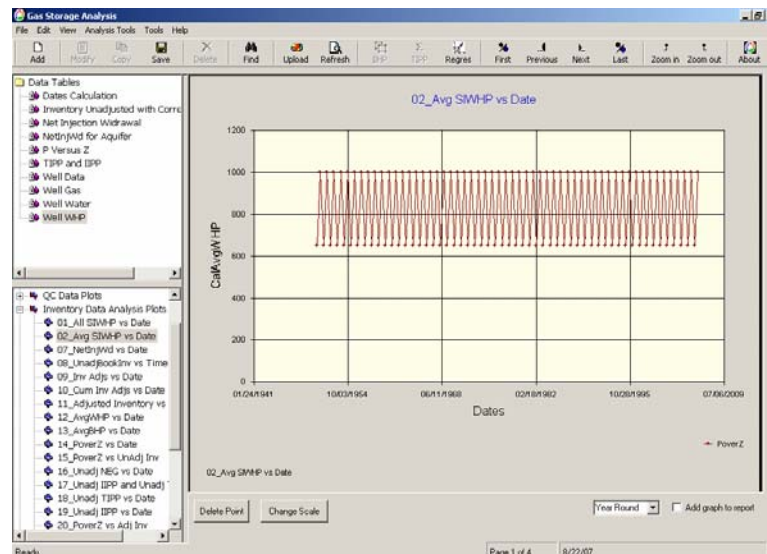 Gas Storage Analysis
File Edit View Analysis Tools Tools Help
Add Modify Copy Save Delete Find Upload Refresh BHP TIPP Regres First Previous Next Last Zoom in Zoom out About
Data Tables
Dates Calculation
Inventory Unadjusted with Corre
Net Injection Widrawal
NetInjWd for Aquifer
P Versus Z
TIPP and IIPP
Well Data
Well Gas
Well Water
Well WHP
QC Data Plots
Inventory Data Analysis Plots
01_All SIWHP vs Date
02_Avg SIWHP vs Date
07_NetInjWd vs Date
08_UnadjBookInv vs Time
09_Inv Adjs vs Date
10_Cum Inv Adjs vs Date
11_Adjusted Inventory vs
12_AvgWHP vs Date
13_AvgBHP vs Date
14_PoverZ vs Date
15_PoverZ vs UnAdj Inv
16_Unadj NEG vs Date
17_Unadj IIPP and Unadj
18_Unadj TIPP vs Date
19_Unadj IIPP vs Date
20_PoverZ vs Adj Inv
02_Avg SIWHP vs Date
1200
1000
800
600
400
200
0
CalAvgWHP
01/24/1941 10/03/1954 06/11/1968 02/18/1982 10/28/1995 07/06/2009
Dates
PoverZ
02_Avg SIWHP vs Date
Delete Point Change Scale Year Round Add graph to report
Ready Page 1 of 4 8/22/07